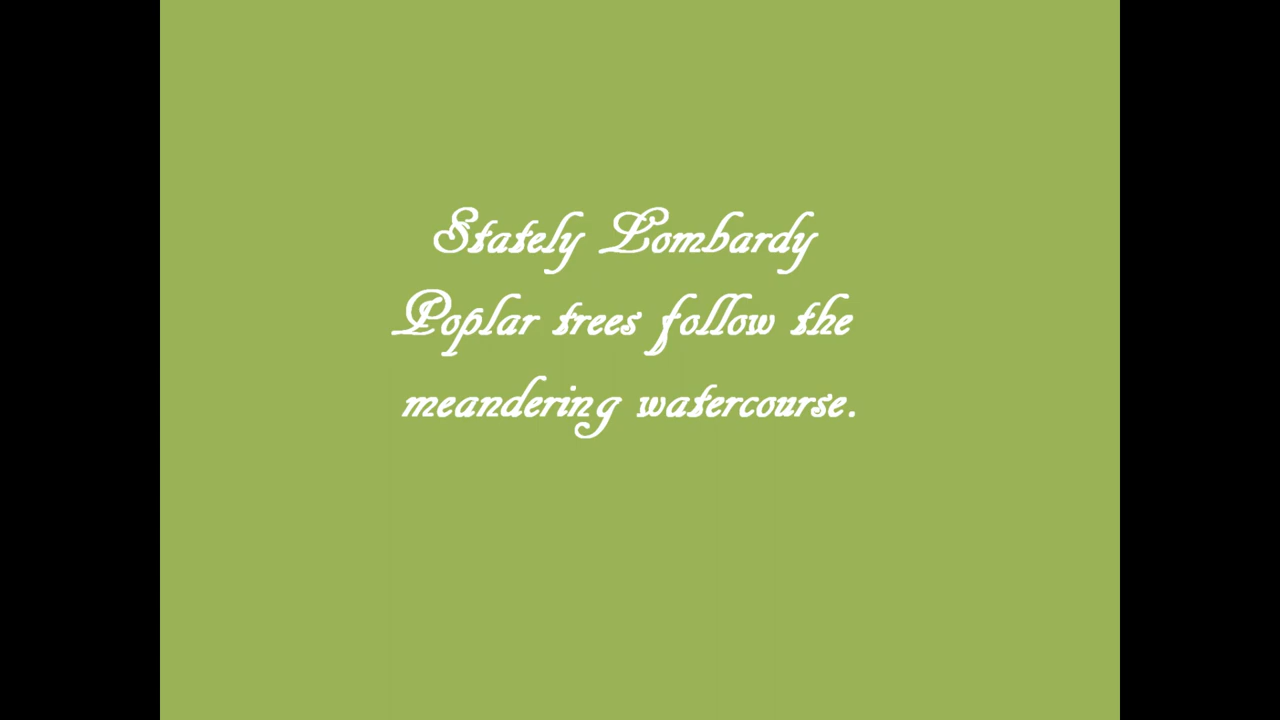 Stately Lombardy
Poplar trees follow the
meandering watercourse.